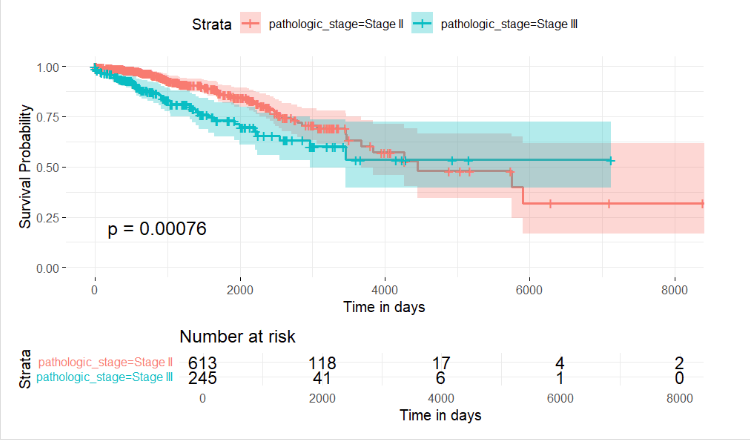 Strata pathologic_stage=Stage II pathologic_stage=Stage III
Survival Probability
1.00
0.75
0.50
0.25
0.00
p = 0.00076
0 2000 4000 6000 8000
Time in days
Number at risk
Strata
pathologic_stage=Stage II 613 118 17 4 2
pathologic_stage=Stage III 245 41 6 1 0
0 2000 4000 6000 8000
Time in days